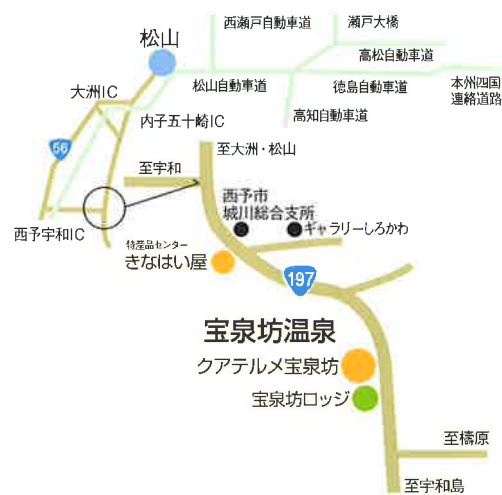 西瀬戸自動車道
瀬戸大橋
松山
高松自動車道
大洲IC
松山自動車道
徳島自動車道
本州四国
連絡道路
高知自動車道
内子五十崎IC
56
至大洲・松山
至宇和
西予市
城川総合支所
ギャラリーしろかわ
西予宇和IC
特産品センター
きなはい屋
197
宝泉坊温泉
クアテルメ宝泉坊
宝泉坊ロッジ
至檮原
至宇和島